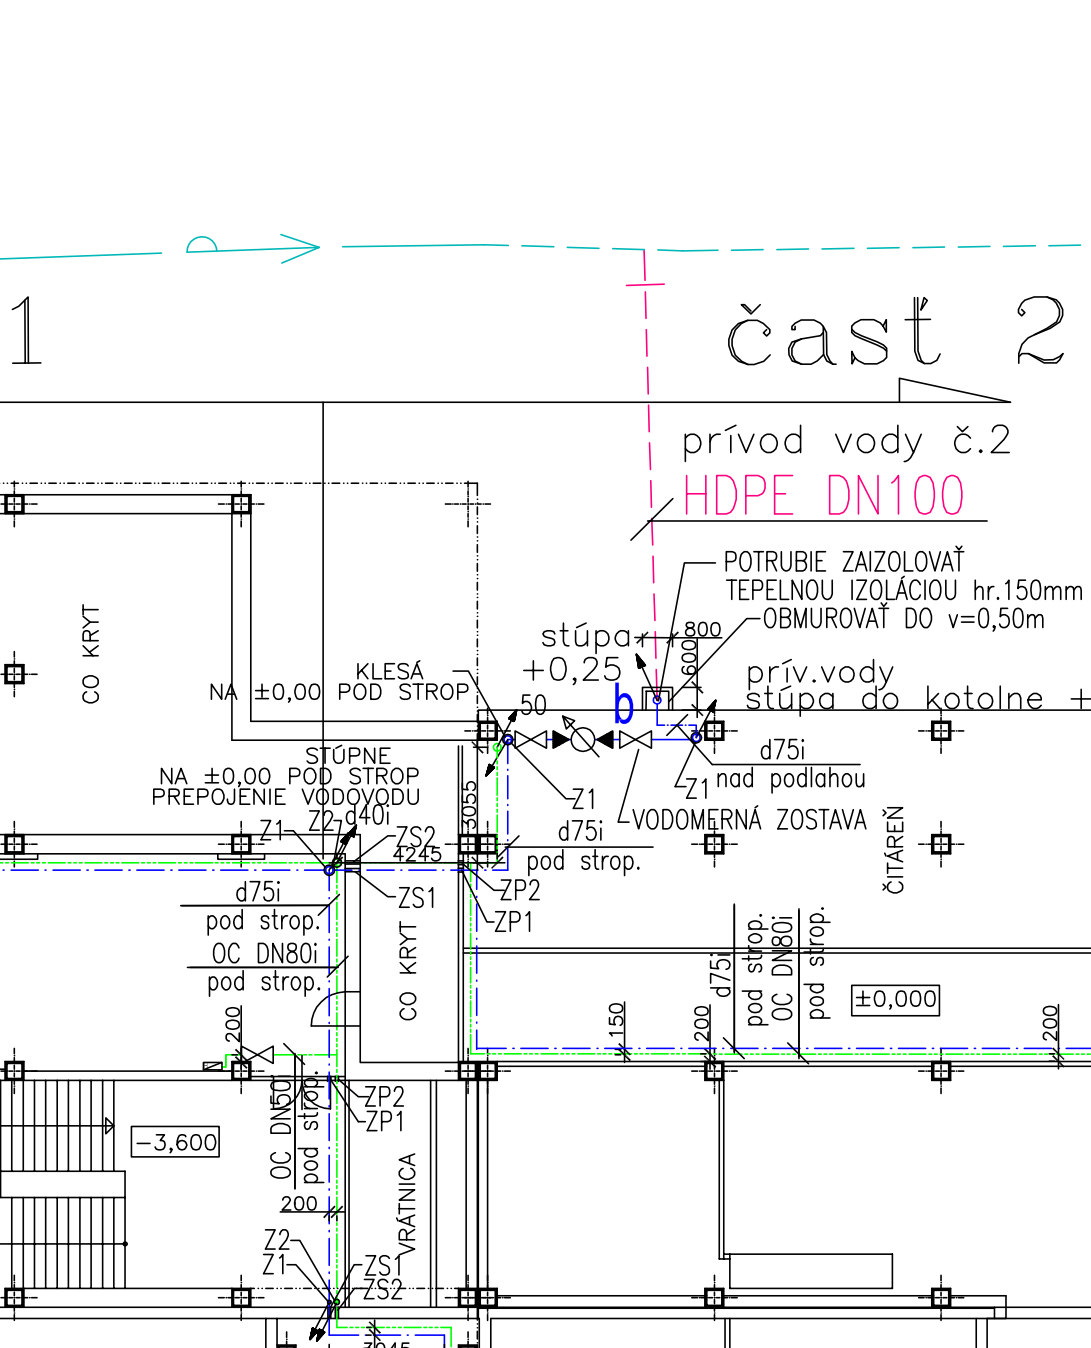 1
časť 2
prívod vody č.2
HDPE DN100
POTRUBIE ZAIZOLOVAŤ
TEPELNOU IZOLÁCIOU hr.150mm
OBMUROVAŤ DO v=0,50m
stúpa
+0,25
800
600
prív.vody
stúpa do kotolne +
KLESÁ
NA ±0,00 POD STROP
50
b
CO KRYT
STÚPNE
NA ±0,00 POD STROP
PREPOJENIE VODOVODU
d75i
nad podlahou
Z1
Z1
VODOMERNÁ ZOSTAVA
3055
d75i
pod strop.
Z1
Z2
d40i
ZS2
4245
ZS1
ZP2
ZP1
ČITÁREŇ
d75i
pod strop.
OC DN80i
pod strop.
CO KRYT
d75i
pod strop.
OC DN80i
pod strop.
±0,000
200
150
200
200
OC DN50i
pod strop.
ZP2
ZP1
-3,600
VRÁTNICA
200
Z2
Z1
ZS1
ZS2
3045